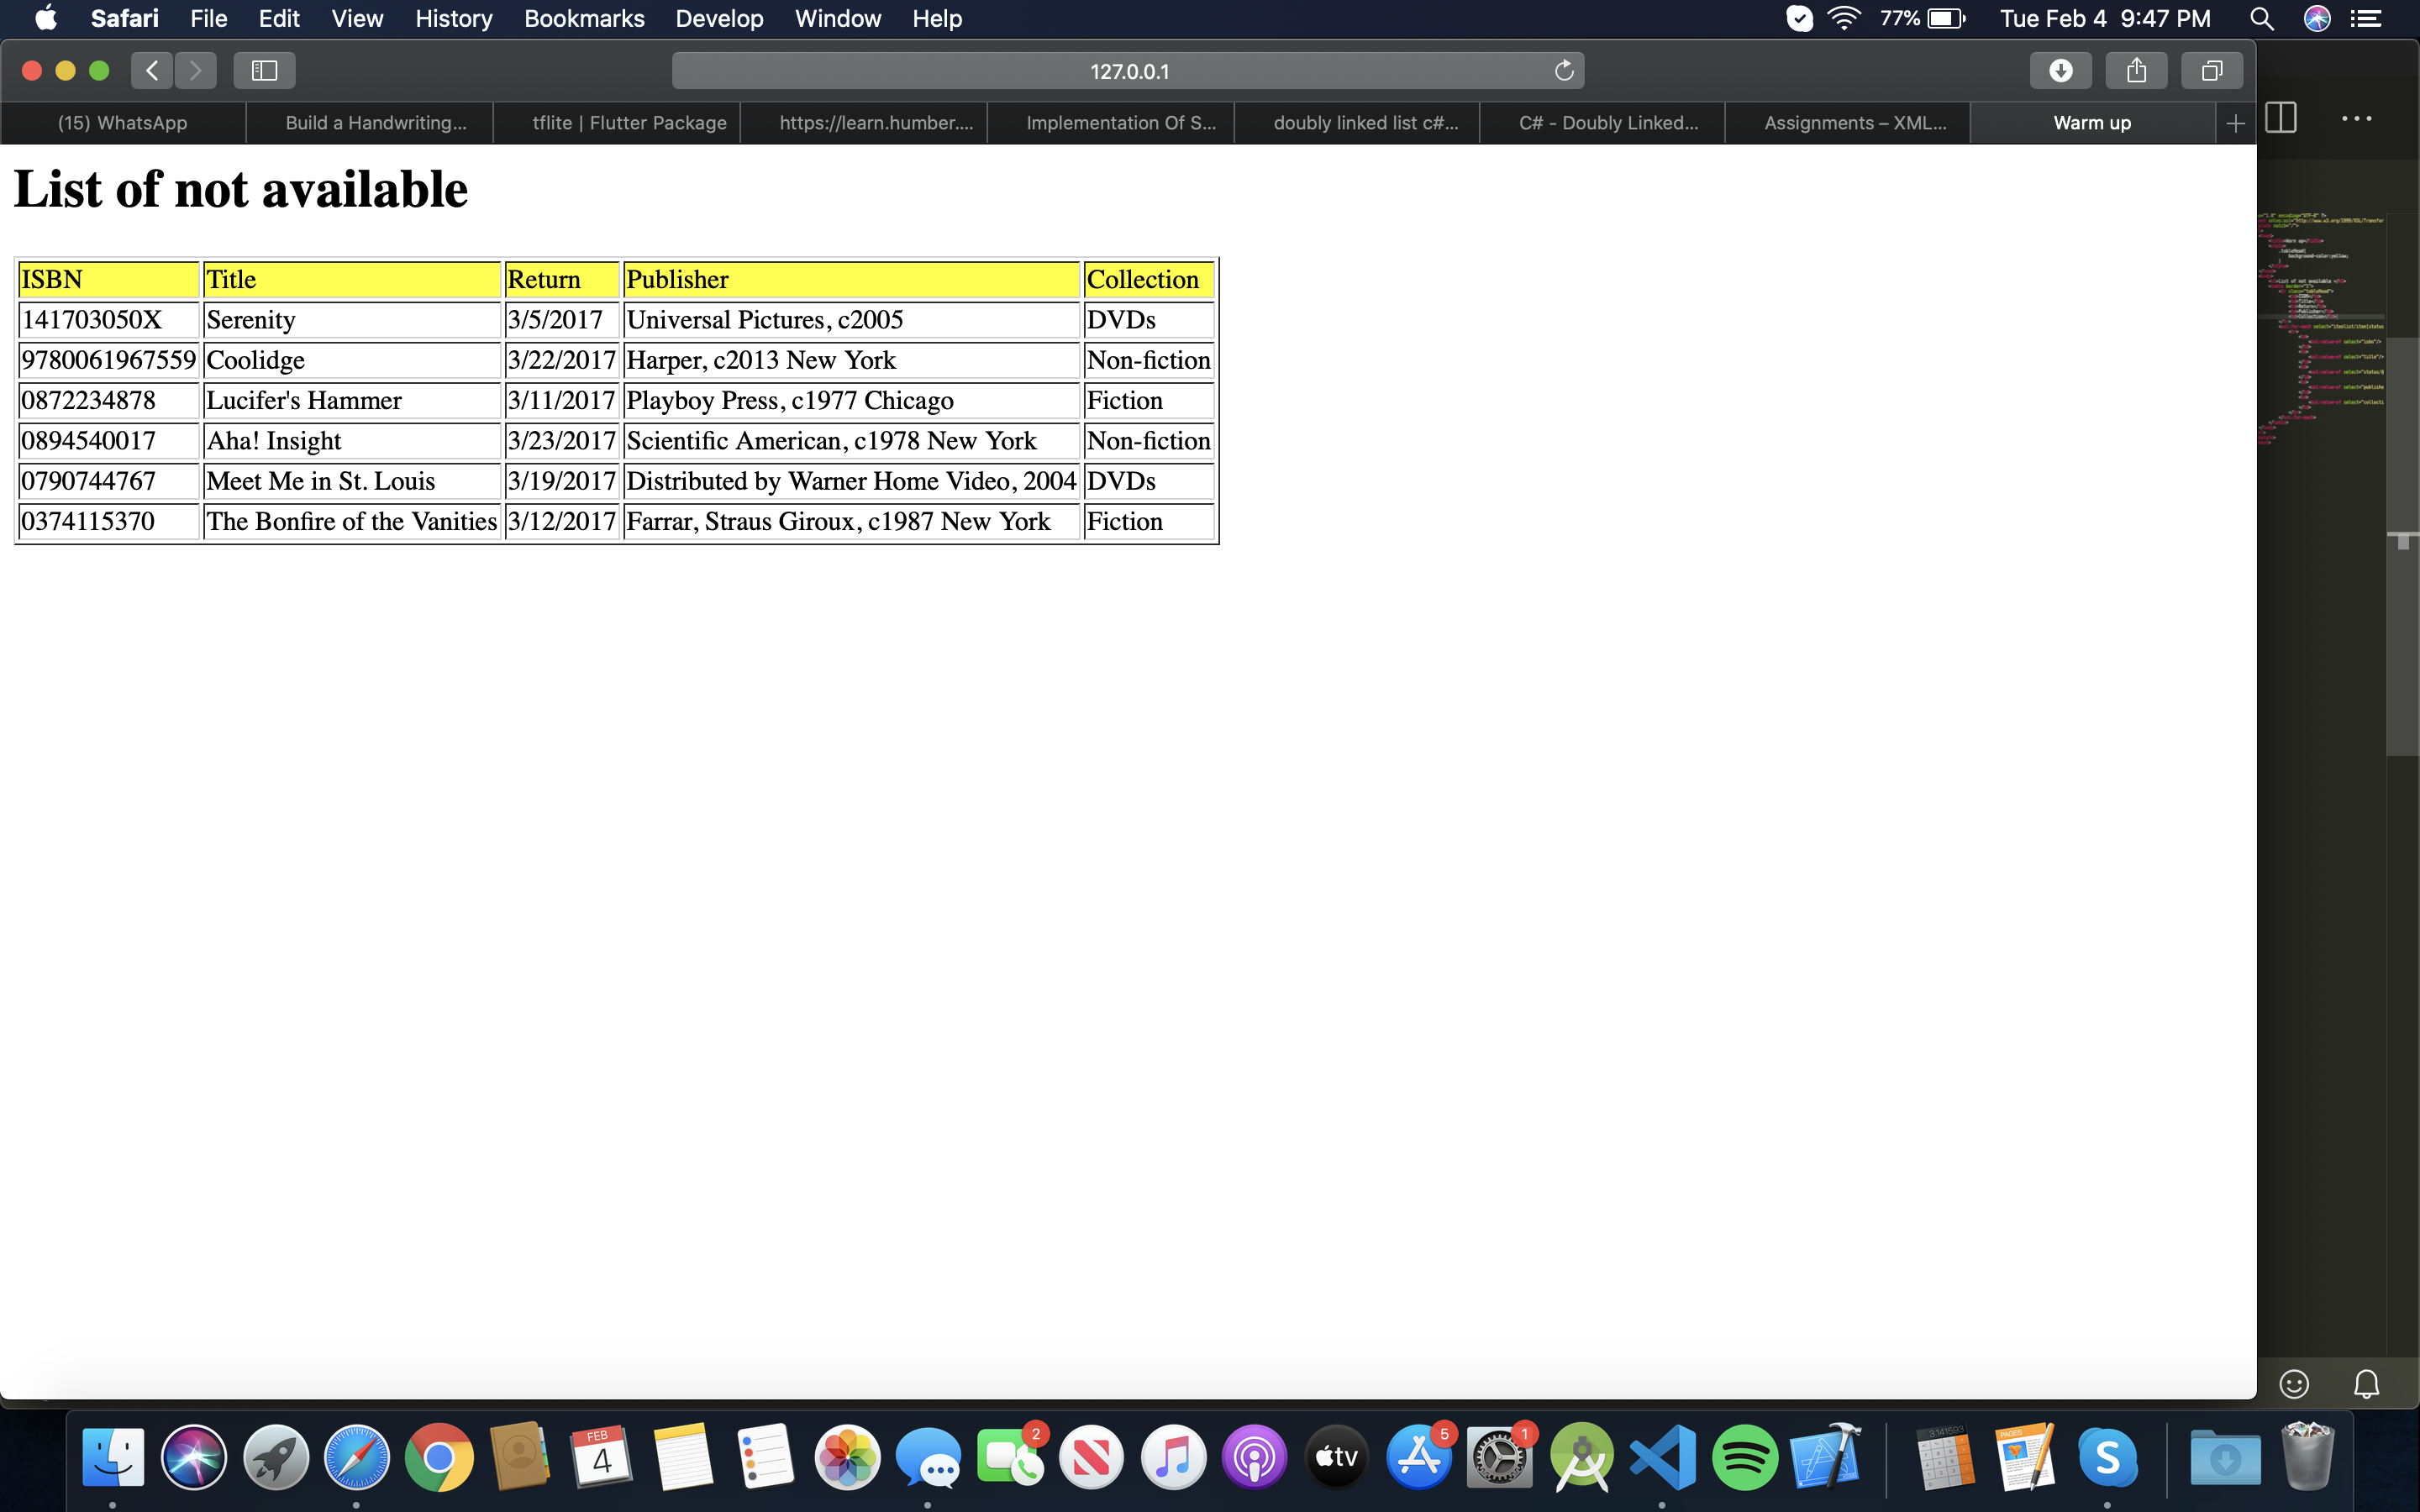 Safari File Edit View History Bookmarks Develop Window Help 77% Tue Feb 4 9:47 PM
127.0.0.1
(15) WhatsApp Build a Handwriting... tflite | Flutter Package https://learn.humber.... Implementation Of S... doubly linked list c#... C# - Doubly Linked... Assignments – XML... Warm up
List of not available
ISBN Title Return Publisher Collection
141703050X Serenity 3/5/2017 Universal Pictures, c2005 DVDs
9780061967559 Coolidge 3/22/2017 Harper, c2013 New York Non-fiction
0872234878 Lucifer's Hammer 3/11/2017 Playboy Press, c1977 Chicago Fiction
0894540017 Aha! Insight 3/23/2017 Scientific American, c1978 New York Non-fiction
0790744767 Meet Me in St. Louis 3/19/2017 Distributed by Warner Home Video, 2004 DVDs
0374115370 The Bonfire of the Vanities 3/12/2017 Farrar, Straus Giroux, c1987 New York Fiction
FEB
4
2
tv
5
1
3.141593
PAGES
S